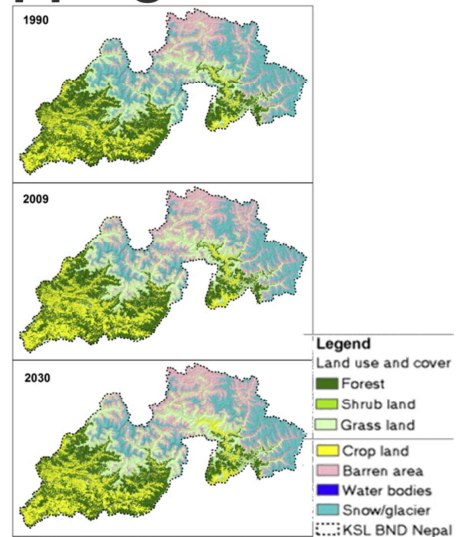 1990
2009
2030
Legend
Land use and cover
Forest
Shrub land
Grass land
Crop land
Barren area
Water bodies
Snow/glacier
KSL BND Nepal